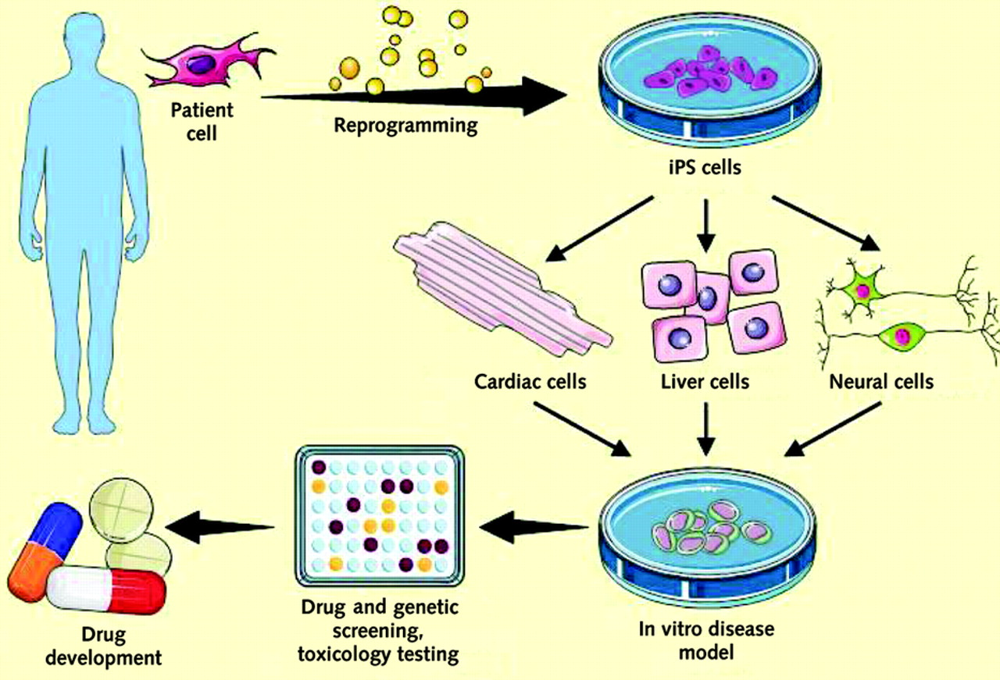 Patient
cell
Reprogramming
iPS cells
Cardiac cells
Liver cells
Neural cells
In vitro disease
model
Drug and genetic
screening,
toxicology testing
Drug
development